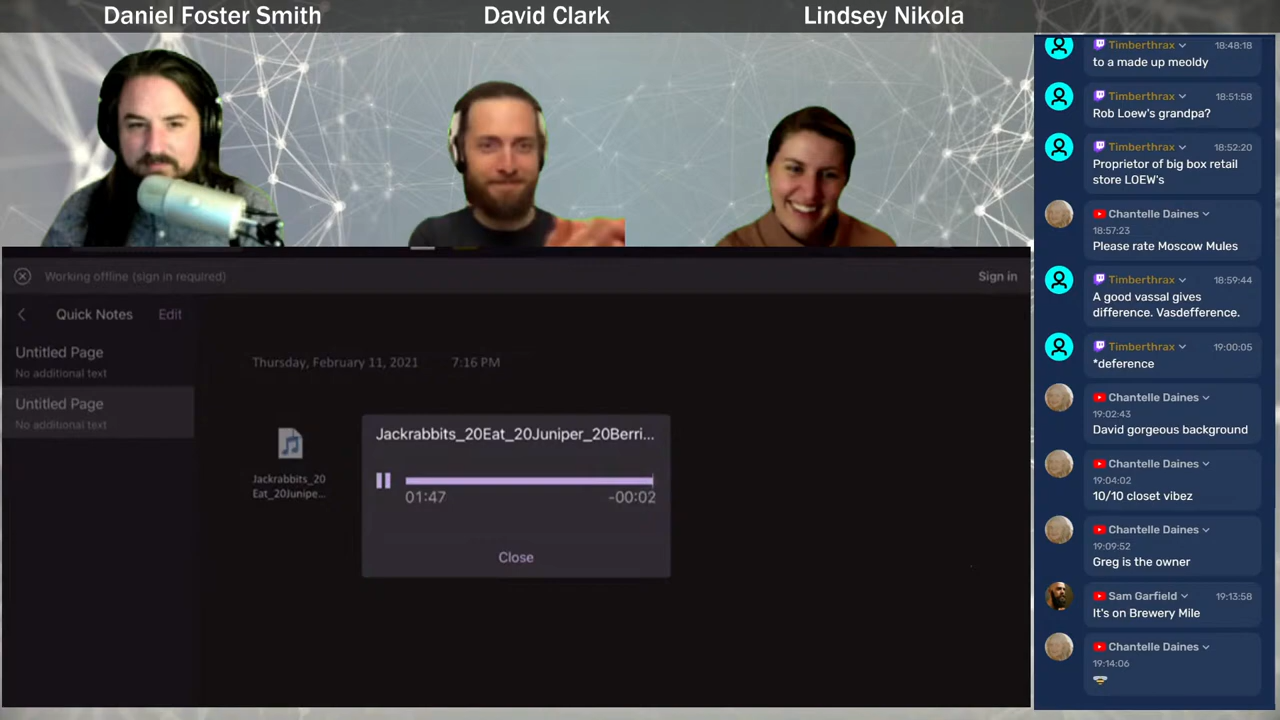 Daniel Foster Smith
David Clark
Lindsey Nikola
Working offline (sign in required)
Sign in
Quick Notes
Edit
Untitled Page
No additional text
Untitled Page
No additional text
Thursday, February 11, 2021
7:16 PM
Jackrabbits_20
Eat_20Junipe...
Jackrabbits_20Eat_20Juniper_20Berri...
01:47
-00:02
Close
Timberthrax
18:48:18
to a made up meoldy
Timberthrax
18:51:58
Rob Loew's grandpa?
Timberthrax
18:52:20
Proprietor of big box retail
store LOEW's
Chantelle Daines
18:57:23
Please rate Moscow Mules
Timberthrax
18:59:44
A good vassal gives
difference. Vasdefference.
Timberthrax
19:00:05
*deference
Chantelle Daines
19:02:43
David gorgeous background
Chantelle Daines
19:04:02
10/10 closet vibez
Chantelle Daines
19:09:52
Greg is the owner
Sam Garfield
19:13:58
It's on Brewery Mile
Chantelle Daines
19:14:06